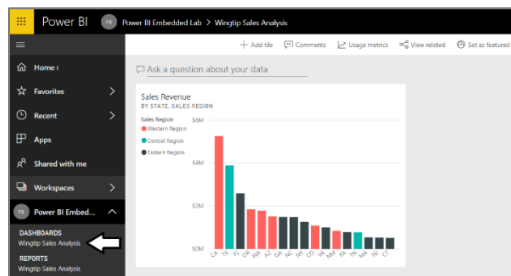 Power BI
Power BI Embedded Lab > Wingtip Sales Analysis
Add tile
Comments
Usage metrics
View related
Set as featured
Home
Favorites
Recent
Apps
Shared with me
Workspaces
Power BI Embed...
DASHBOARDS
Wingtip Sales Analysis
REPORTS
Wingtip Sales Analysis
Ask a question about your data
Sales Revenue
BY STATE, SALES REGION
Sales Region
Western Region
Central Region
Eastern Region
$6M
$4M
$2M
$0M
CA TX FL OR WA AZ GA NC NY CO VA NM PA TN MA NJ CT